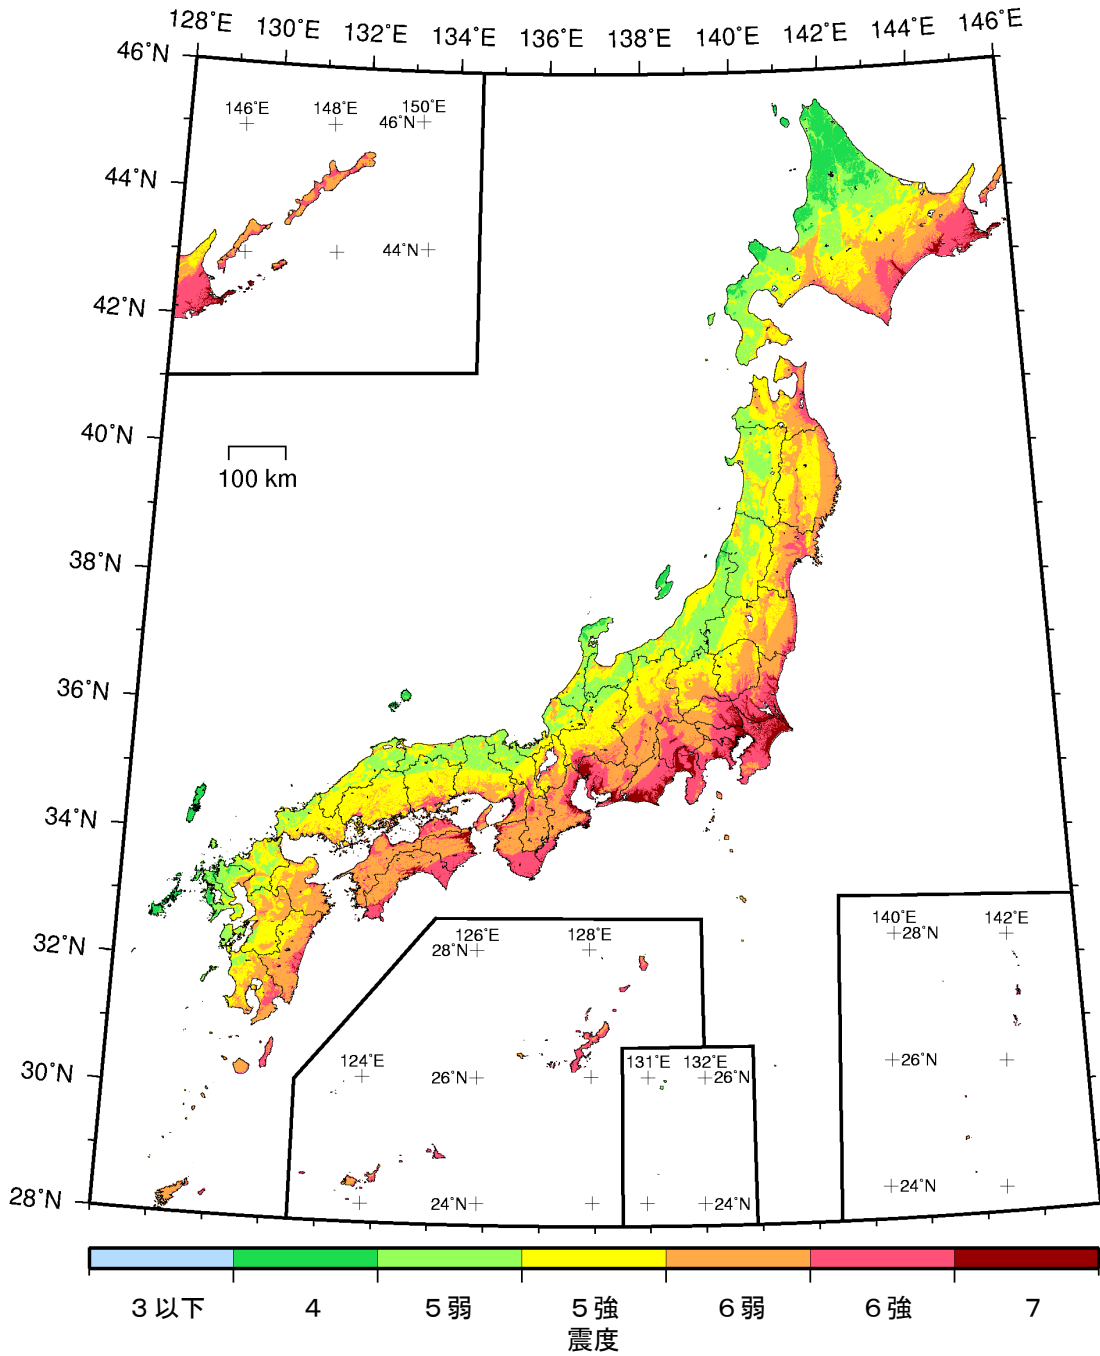 128°E 130°E 132°E 134°E 136°E 138°E 140°E 142°E 144°E 146°E
46°N
146°E 148°E 150°E
46°N
44°N
44°N
42°N
40°N
100 km
38°N
36°N
34°N
32°N
126°E 128°E
28°N
140°E 142°E
28°N
30°N
124°E
26°N
131°E 132°E
26°N
26°N
28°N
24°N
24°N
24°N
3以下 4 5弱 5強 6弱 6強 7
震度